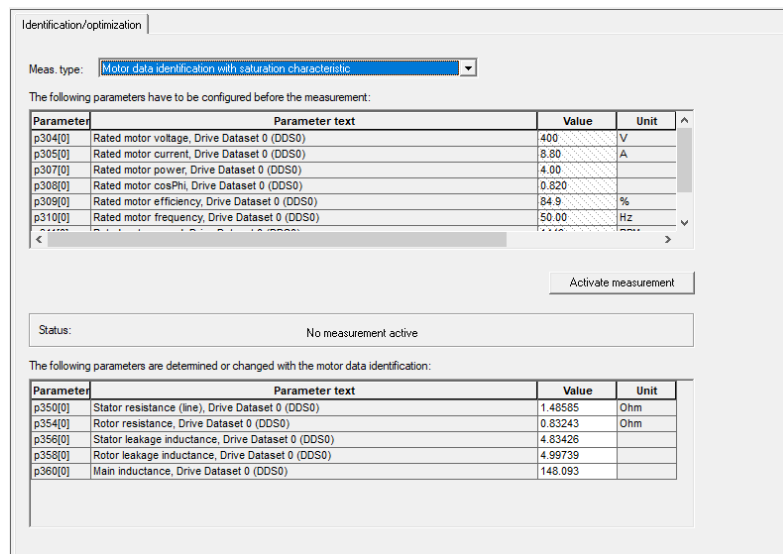 Identification/optimization
Meas. type: Motor data identification with saturation characteristic
The following parameters have to be configured before the measurement:
Parameter Parameter text Value Unit
p304[0] Rated motor voltage, Drive Dataset 0 (DDS0) 400 V
p305[0] Rated motor current, Drive Dataset 0 (DDS0) 8.80 A
p307[0] Rated motor power, Drive Dataset 0 (DDS0) 4.00
p308[0] Rated motor cosPhi, Drive Dataset 0 (DDS0) 0.820
p309[0] Rated motor efficiency, Drive Dataset 0 (DDS0) 84.9 %
p310[0] Rated motor frequency, Drive Dataset 0 (DDS0) 50.00 Hz
Activate measurement
Status: No measurement active
The following parameters are determined or changed with the motor data identification:
Parameter Parameter text Value Unit
p350[0] Stator resistance (line), Drive Dataset 0 (DDS0) 1.48585 Ohm
p354[0] Rotor resistance, Drive Dataset 0 (DDS0) 0.83243 Ohm
p356[0] Stator leakage inductance, Drive Dataset 0 (DDS0) 4.83426
p358[0] Rotor leakage inductance, Drive Dataset 0 (DDS0) 4.99739
p360[0] Main inductance, Drive Dataset 0 (DDS0) 148.093